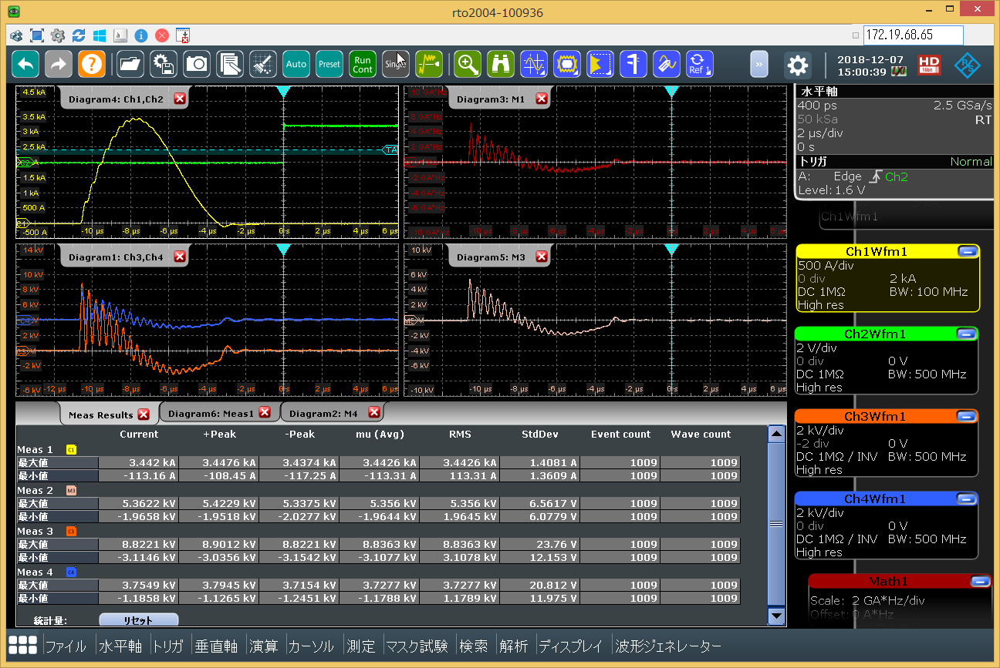 rto2004-100936
172.19.68.65
Auto
Preset
Run Cont
Single
Ref 1
»
2018-12-07
15:00:39
HD
16bit
Diagram4: Ch1,Ch2
4.5 kA
3.5 kA
3 kA
2.5 kA
1.5 kA
1 kA
500 A
-500 A
TA
-10 µs -8 µs -6 µs -4 µs -2 µs 0 s 2 µs 4 µs 6 µs
Diagram3: M1
-10 µs -8 µs -6 µs -4 µs -2 µs 0 s 2 µs 4 µs 6 µs
Diagram1: Ch3,Ch4
14 kV
10 kV
8 kV
6 kV
2 kV
-2 kV
-6 kV
-12 µs -10 µs -8 µs -6 µs -4 µs -2 µs 0 s 2 µs 4 µs 6 µs
Diagram5: M3
10 kV
6 kV
4 kV
2 kV
-2 kV
-4 kV
-6 kV
-10 kV
-10 µs -8 µs -6 µs -4 µs -2 µs 0 s 2 µs 4 µs 6 µs
水平軸
400 ps 2.5 GSa/s
50 kSa RT
2 µs/div
0 s
トリガ Normal
A: Edge Ch2
Level: 1.6 V
Ch1Wfm1
Ch1Wfm1
500 A/div
0 div 2 kA
DC 1MΩ BW: 100 MHz
High res
Ch2Wfm1
2 V/div
0 div 0 V
DC 1MΩ BW: 500 MHz
High res
Ch3Wfm1
2 kV/div
-2 div 0 V
DC 1MΩ / INV BW: 500 MHz
High res
Ch4Wfm1
2 kV/div
0 div 0 V
DC 1MΩ / INV BW: 500 MHz
High res
Math1
Scale: 2 GA*Hz/div
Offset: 0 A*Hz
Meas Results Diagram6: Meas1 Diagram2: M4
Current +Peak -Peak mu (Avg) RMS StdDev Event count Wave count
Meas 1 C1
最大値 3.442 kA 3.4476 kA 3.4374 kA 3.4426 kA 3.4426 kA 1.4081 A 1009 1009
最小値 -113.16 A -108.45 A -117.25 A -113.31 A 113.31 A 1.3609 A 1009 1009
Meas 2 M3
最大値 5.3622 kV 5.4229 kV 5.3375 kV 5.356 kV 5.356 kV 6.5617 V 1009 1009
最小値 -1.9658 kV -1.9518 kV -2.0277 kV -1.9644 kV 1.9645 kV 6.0779 V 1009 1009
Meas 3 C3
最大値 8.8221 kV 8.9012 kV 8.8221 kV 8.8363 kV 8.8363 kV 23.76 V 1009 1009
最小値 -3.1146 kV -3.0356 kV -3.1542 kV -3.1077 kV 3.1078 kV 12.153 V 1009 1009
Meas 4 C4
最大値 3.7549 kV 3.7945 kV 3.7154 kV 3.7277 kV 3.7277 kV 20.812 V 1009 1009
最小値 -1.1858 kV -1.1265 kV -1.2451 kV -1.1788 kV 1.1789 kV 11.975 V 1009 1009
統計量: リセット
ファイル 水平軸 トリガ 垂直軸 演算 カーソル 測定 マスク試験 検索 解析 ディスプレイ 波形ジェネレーター